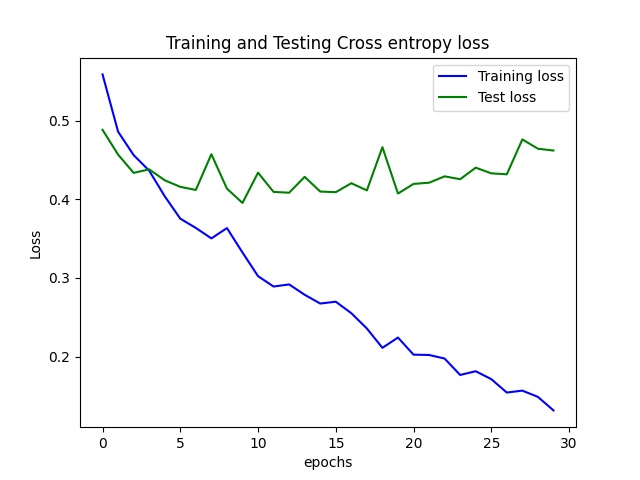 Training and Testing Cross entropy loss
Training loss
Test loss
Loss
0.5
0.4
0.3
0.2
0 5 10 15 20 25 30
epochs